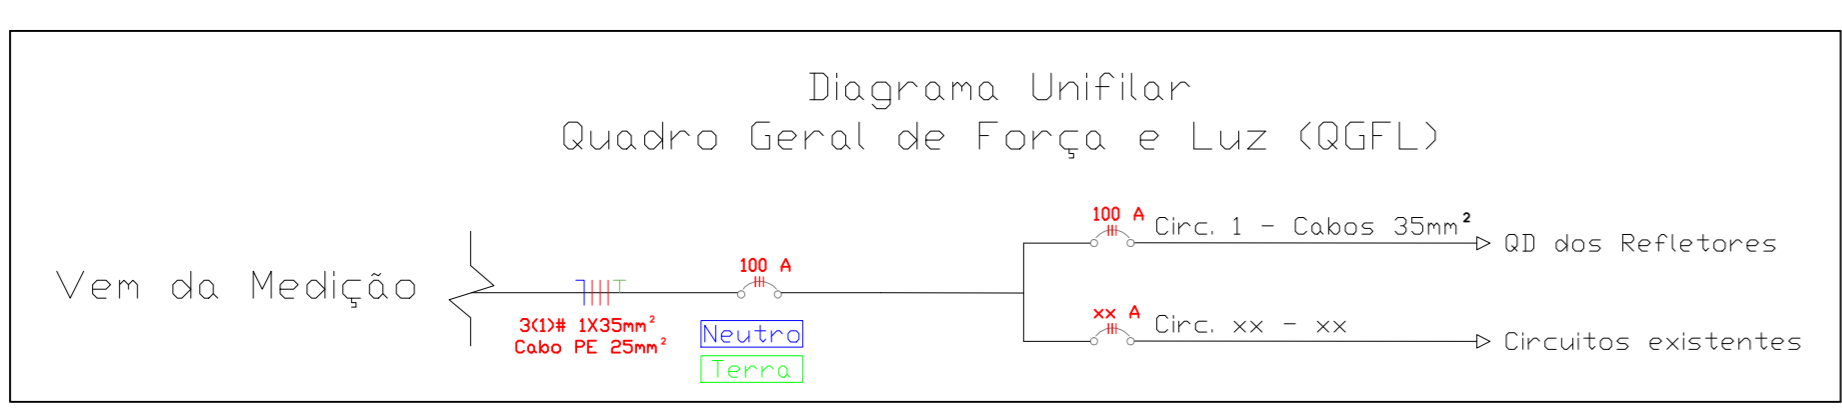 Diagrama Unifilar
Quadro Geral de Força e Luz (QGFL)
Vem da Medição
3(1)# 1X35mm²
Cabo PE 25mm²
100 A
Neutro
Terra
100 A
Circ. 1 - Cabos 35mm²
QD dos Refletores
xx A
Circ. xx - xx
Circuitos existentes